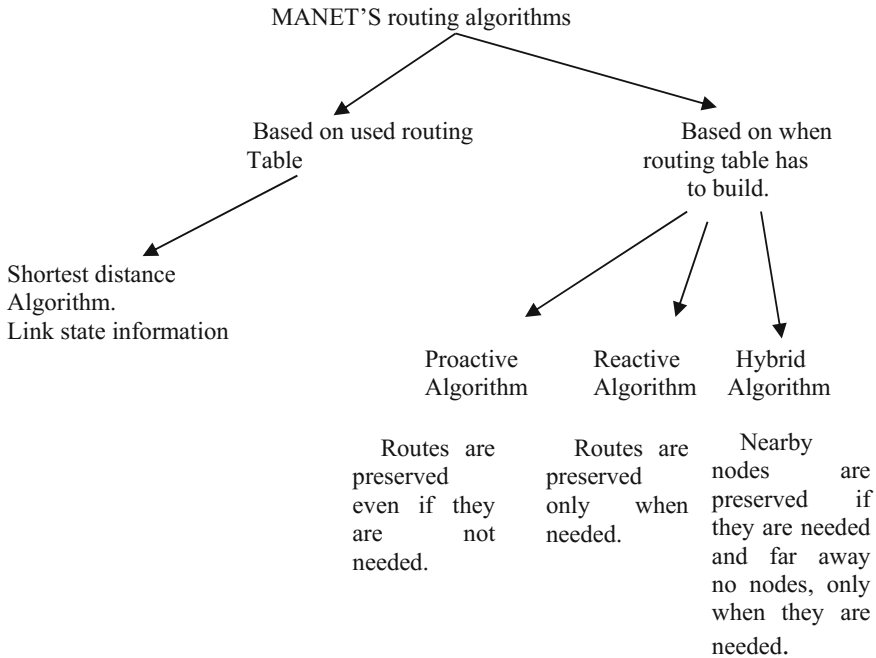 MANET'S routing algorithms
Based on used routing
Table
Based on when
routing table has
to build.
Shortest distance
Algorithm.
Link state information
Proactive
Algorithm
Reactive
Algorithm
Hybrid
Algorithm
Routes are
preserved
even if they
are not
needed.
Routes are
preserved
only when
needed.
Nearby
nodes are
preserved if
they are needed
and far away
no nodes, only
when they are
needed.